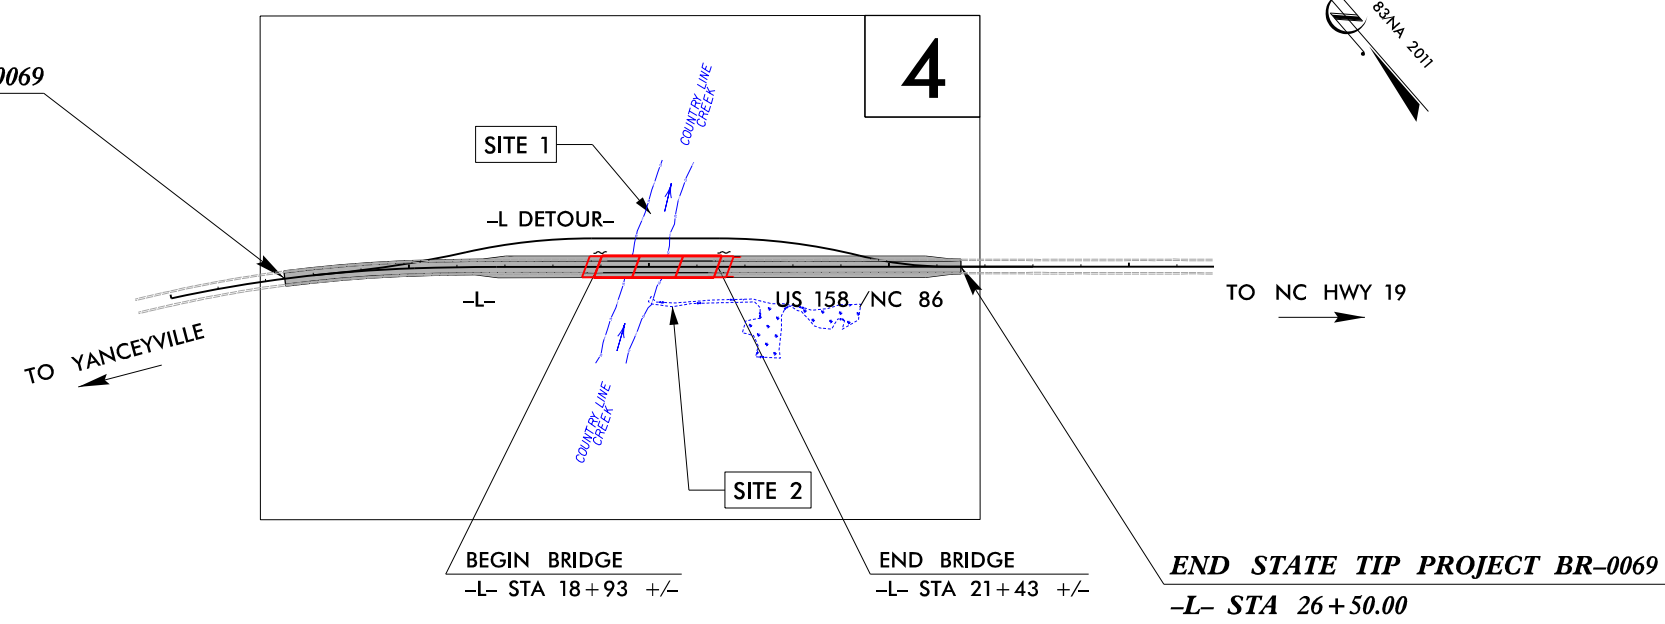 0069
4
83/NA 2011
COUNTRY LINE
CREEK
SITE 1
–L DETOUR–
–L–
US 158 /NC 86
TO NC HWY 19
TO YANCEYVILLE
COUNTRY LINE
CREEK
SITE 2
BEGIN BRIDGE
–L– STA 18+93 +/–
END BRIDGE
–L– STA 21+43 +/–
END STATE TIP PROJECT BR–0069
–L– STA 26+50.00